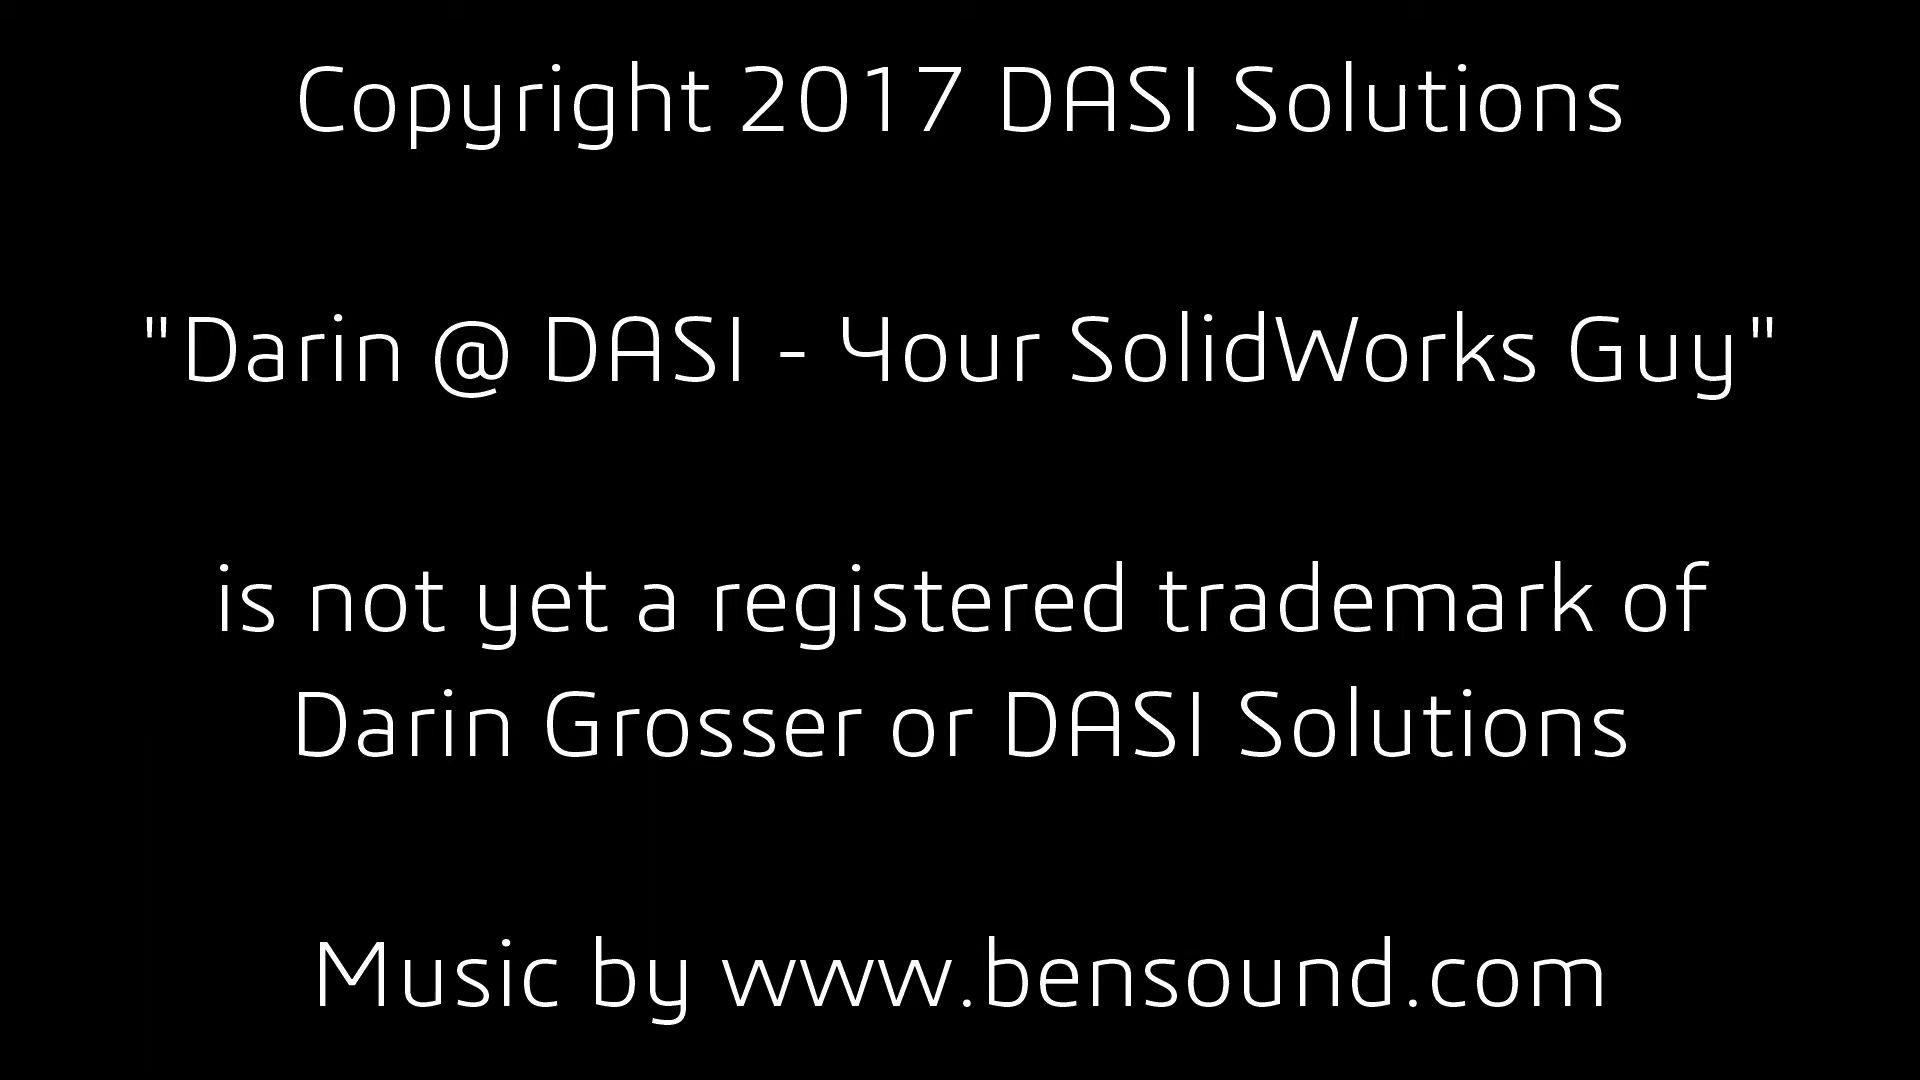 Copyright 2017 DASI Solutions
"Darin @ DASI - Your SolidWorks Guy"
is not yet a registered trademark of
Darin Grosser or DASI Solutions
Music by www.bensound.com